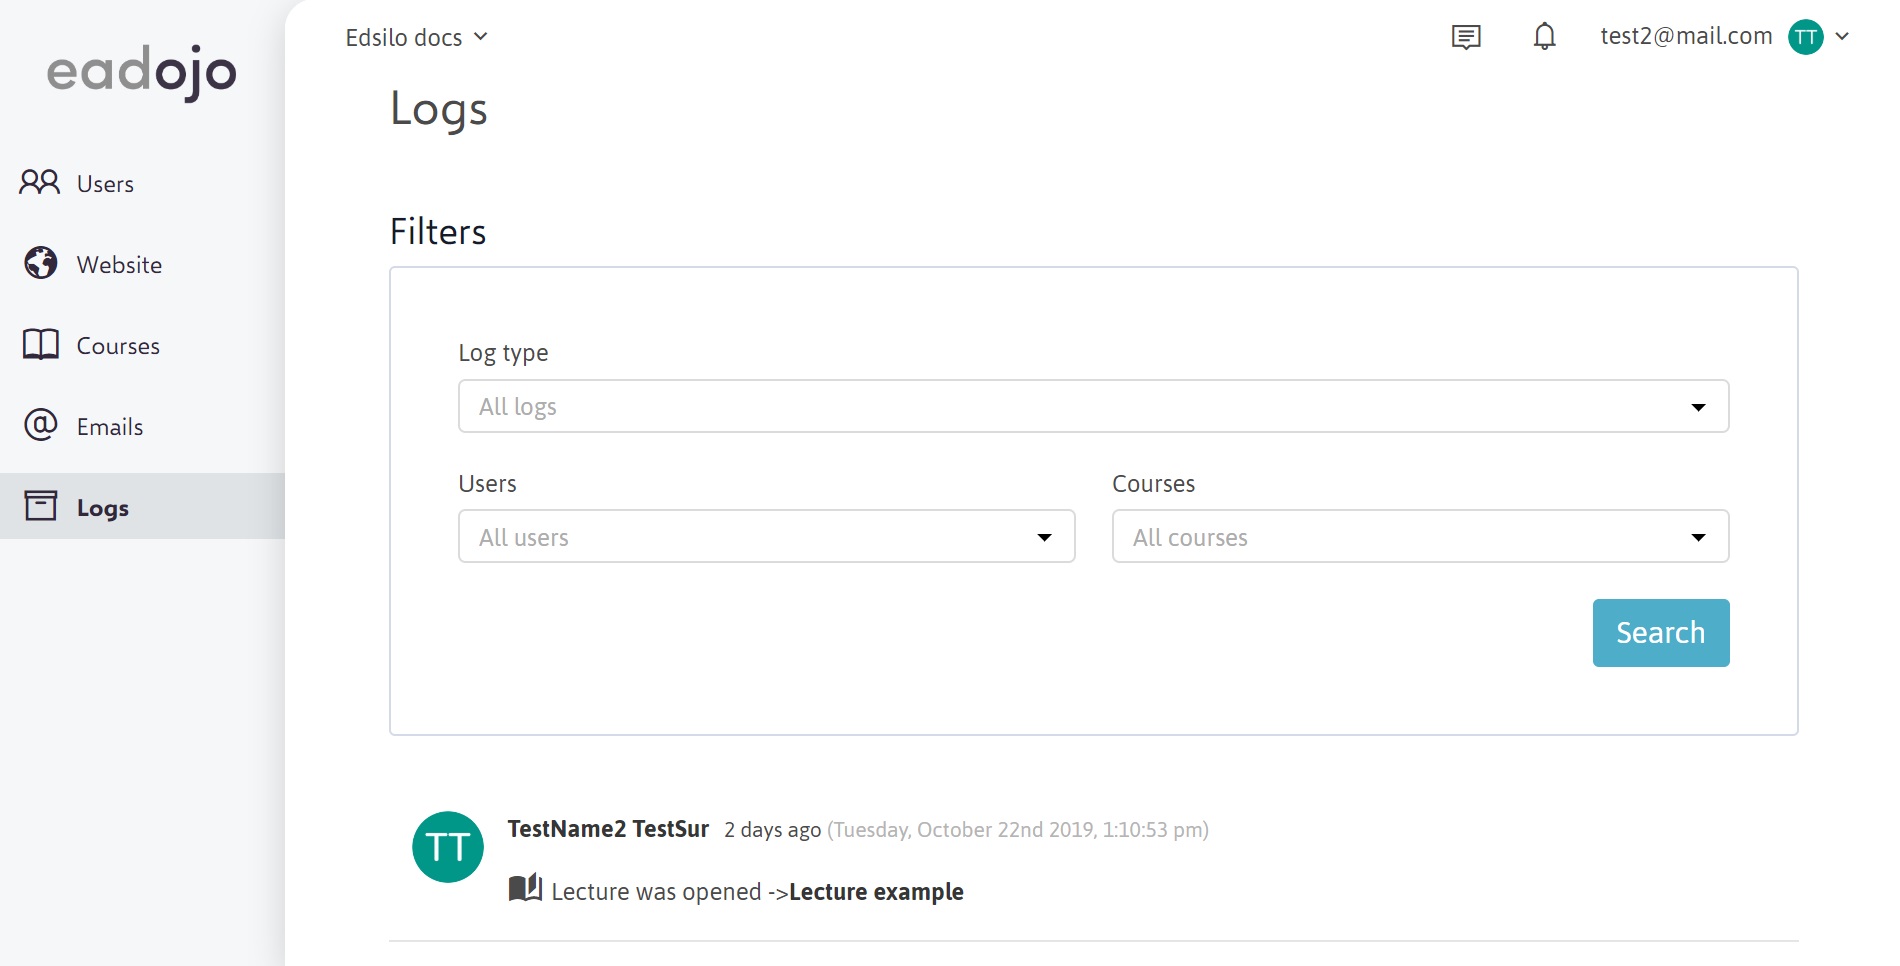 eadojo
Users
Website
Courses
Emails
Logs
Edsilo docs
test2@mail.com TT
Logs
Filters
Log type
All logs
Users
Courses
All users
All courses
Search
TT
TestName2 TestSur 2 days ago (Tuesday, October 22nd 2019, 1:10:53 pm)
Lecture was opened ->Lecture example